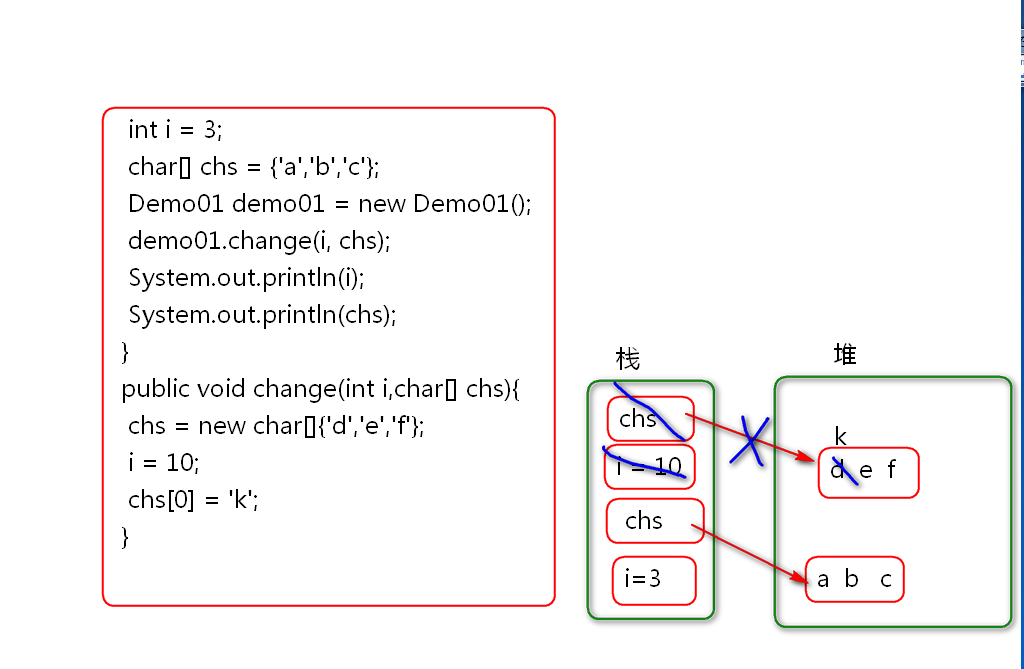 int i = 3;
char[] chs = {'a','b','c'};
Demo01 demo01 = new Demo01();
demo01.change(i, chs);
System.out.println(i);
System.out.println(chs);
}
public void change(int i,char[] chs){
chs = new char[]{'d','e','f'};
i = 10;
chs[0] = 'k';
}
栈
chs
i = 10
chs
i=3
堆
k
d e f
a b c